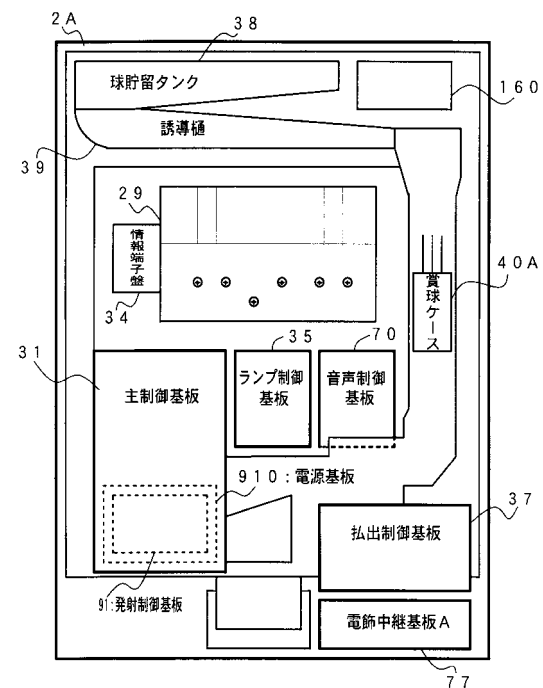 2A
38
球貯留タンク
160
誘導樋
39
29
情報端子盤
34
40A
賞球ケース
31
35
70
主制御基板
ランプ制御
基板
音声制御
基板
910:電源基板
37
払出制御基板
91:発射制御基板
電飾中継基板A
77